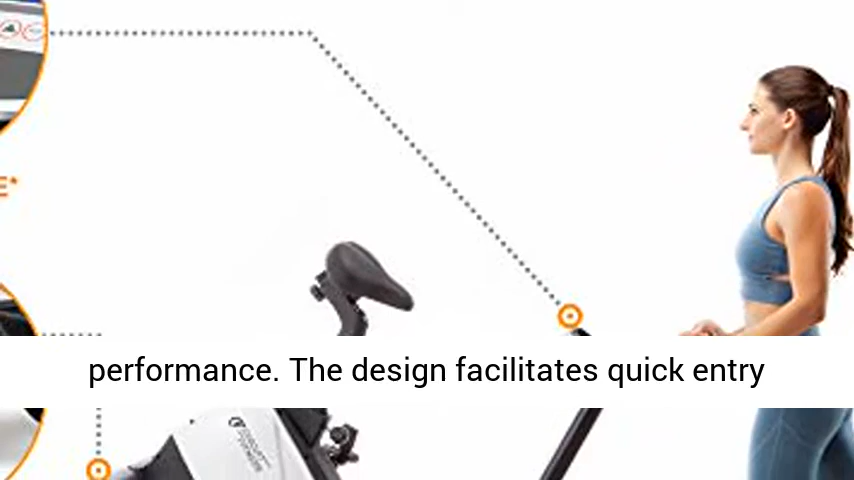 E*
performance. The design facilitates quick entry